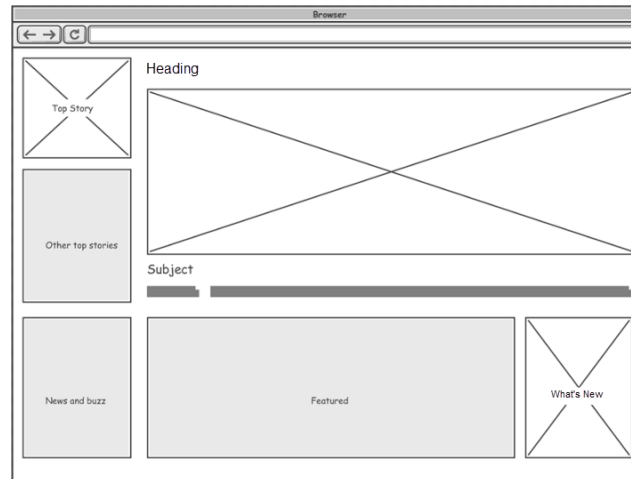 Browser
Heading
Top Story
Other top stories
Subject
News and buzz
Featured
What's New